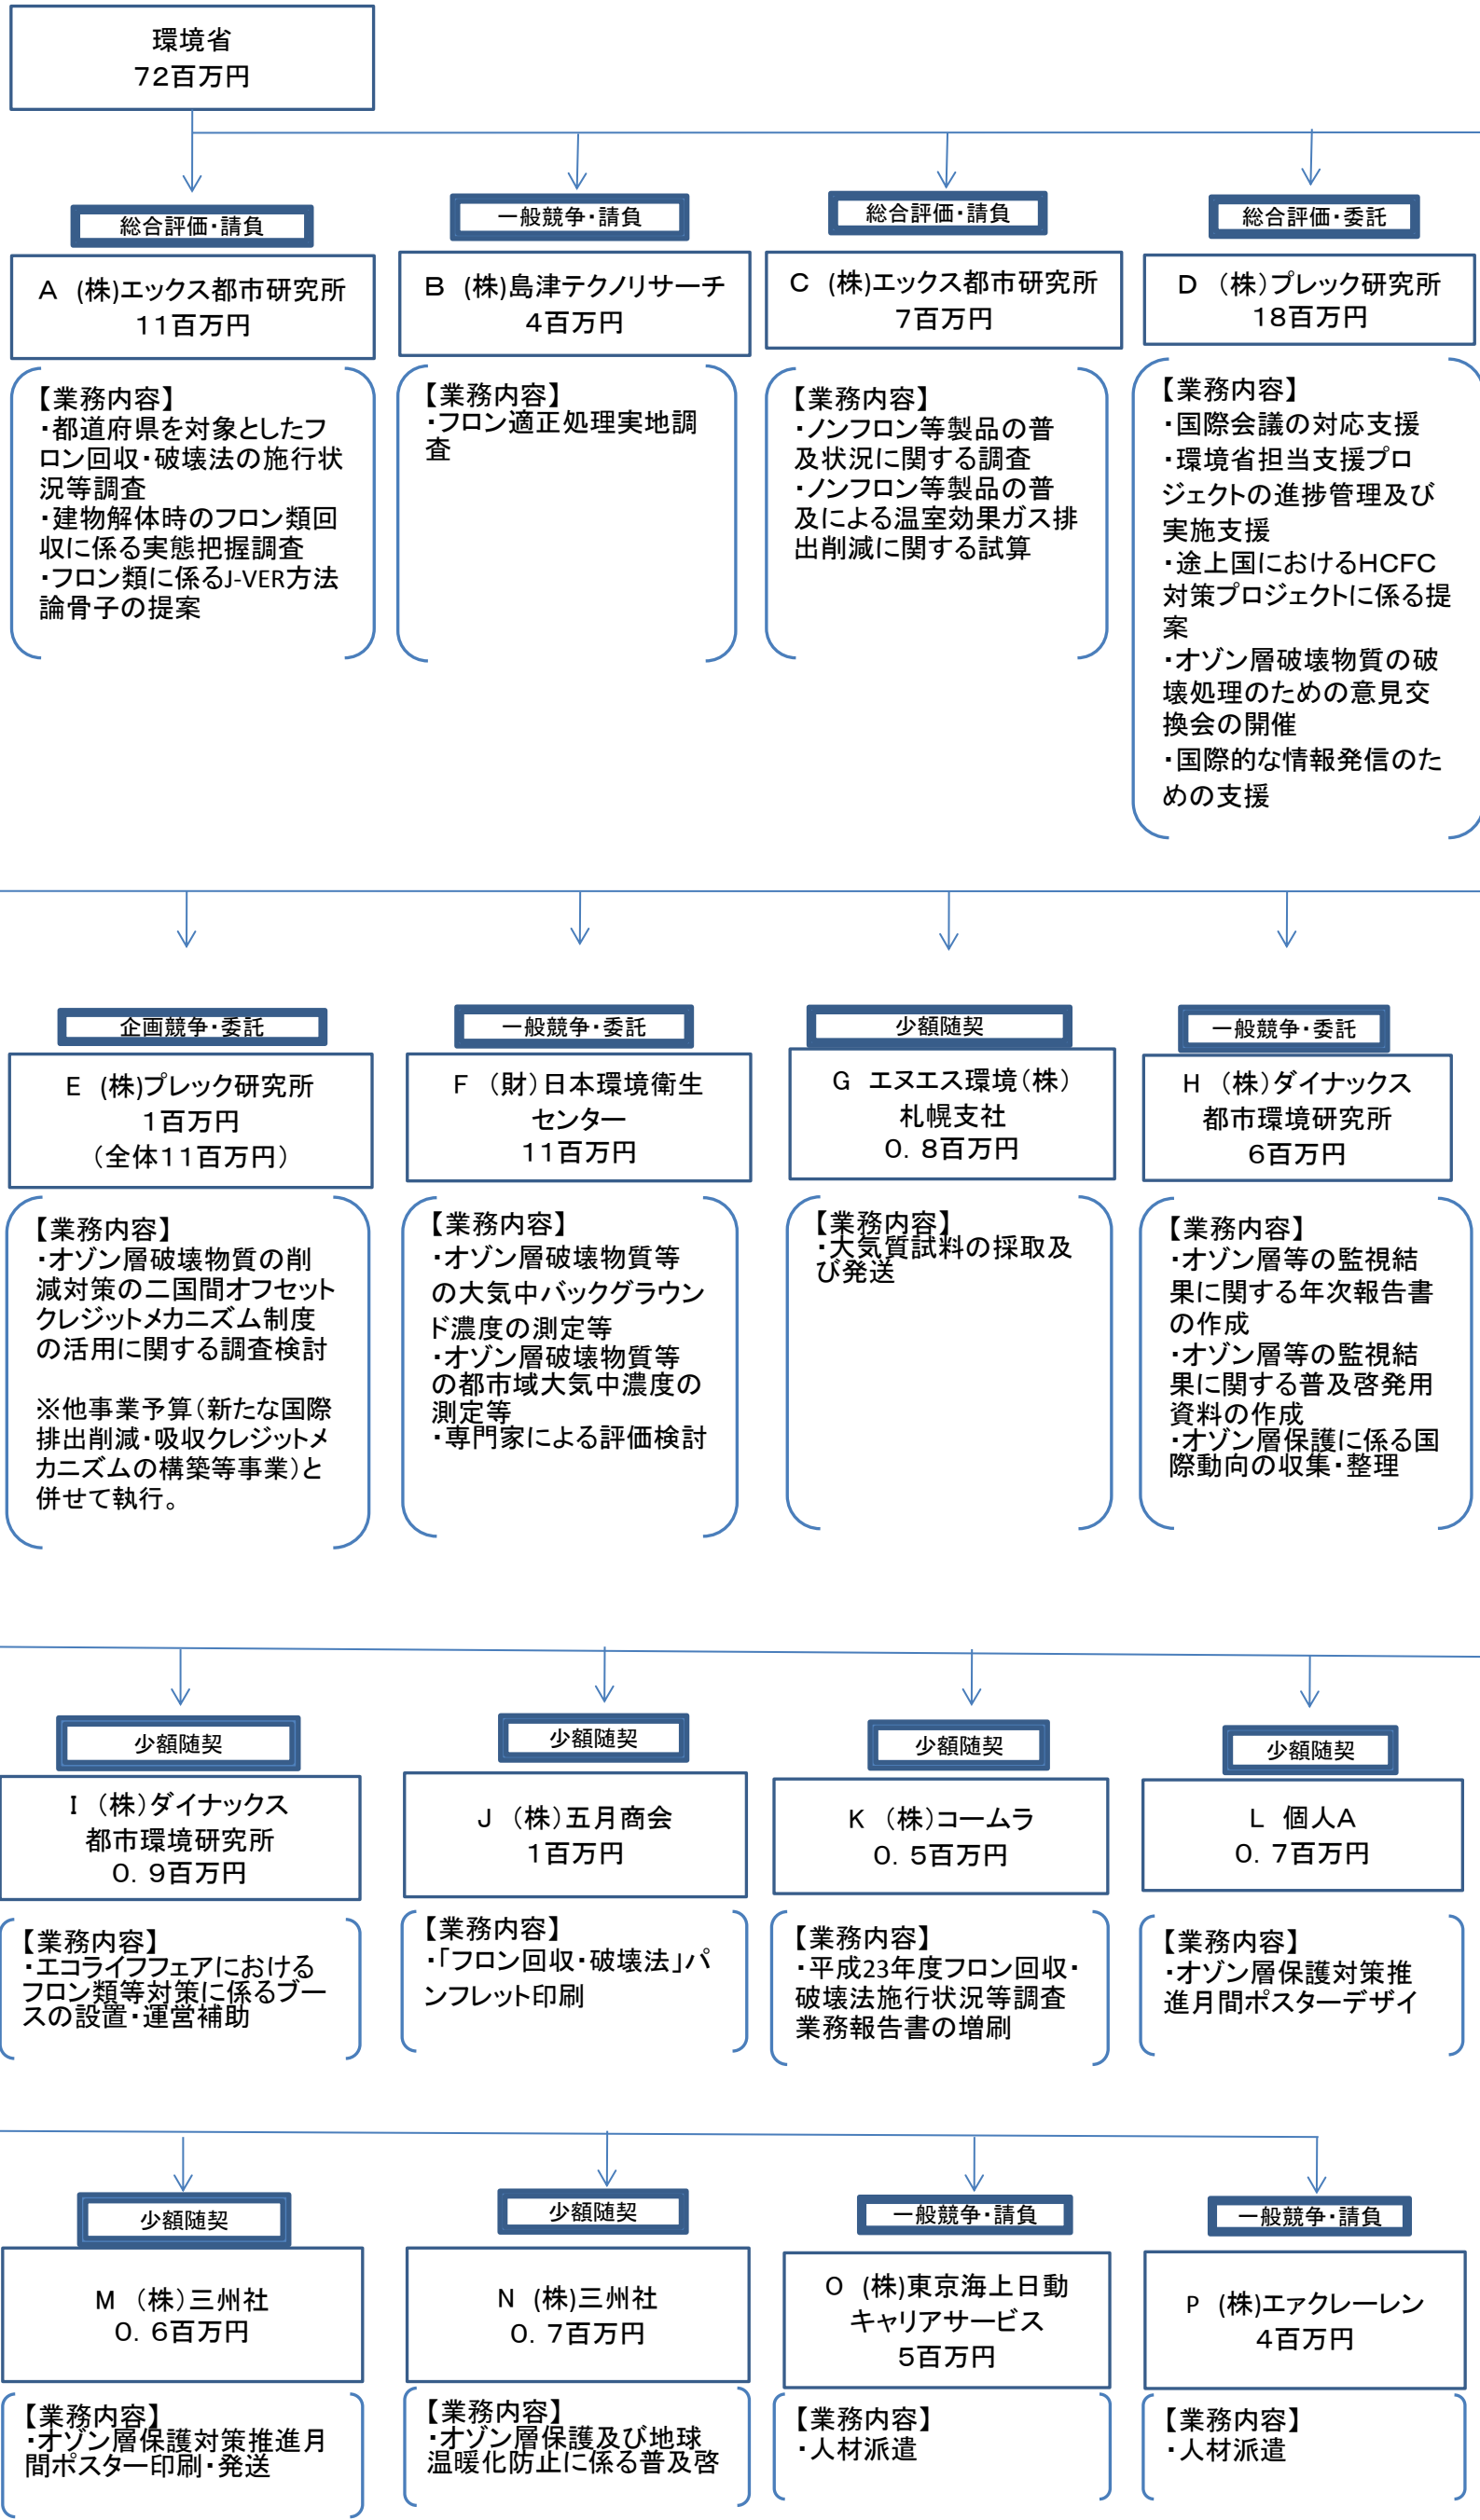 環境省
72百万円
総合評価・請負
A (株)エックス都市研究所
11百万円
【業務内容】
・都道府県を対象としたフ
ロン回収・破壊法の施行状
況等調査
・建物解体時のフロン類回
収に係る実態把握調査
・フロン類に係るJ-VER方法
論骨子の提案
一般競争・請負
B (株)島津テクノリサーチ
4百万円
【業務内容】
・フロン適正処理実地調
査
総合評価・請負
C (株)エックス都市研究所
7百万円
【業務内容】
・ノンフロン等製品の普
及状況に関する調査
・ノンフロン等製品の普
及による温室効果ガス排
出削減に関する試算
総合評価・委託
D (株)プレック研究所
18百万円
【業務内容】
・国際会議の対応支援
・環境省担当支援プロ
ジェクトの進捗管理及び
実施支援
・途上国におけるHCFC
対策プロジェクトに係る提
案
・オゾン層破壊物質の破
壊処理のための意見交
換会の開催
・国際的な情報発信のた
めの支援
企画競争・委託
E (株)プレック研究所
1百万円
(全体11百万円)
【業務内容】
・オゾン層破壊物質の削
減対策の二国間オフセット
クレジットメカニズム制度
の活用に関する調査検討
※他事業予算(新たな国際
排出削減・吸収クレジットメ
カニズムの構築等事業)と
併せて執行。
一般競争・委託
F (財)日本環境衛生
センター
11百万円
【業務内容】
・オゾン層破壊物質等
の大気中バックグラウン
ド濃度の測定等
・オゾン層破壊物質等
の都市域大気中濃度の
測定等
・専門家による評価検討
少額随契
G エヌエス環境(株)
札幌支社
0.8百万円
【業務内容】
・大気質試料の採取及
び発送
一般競争・委託
H (株)ダイナックス
都市環境研究所
6百万円
【業務内容】
・オゾン層等の監視結
果に関する年次報告書
の作成
・オゾン層等の監視結
果に関する普及啓発用
資料の作成
・オゾン層保護に係る国
際動向の収集・整理
少額随契
I (株)ダイナックス
都市環境研究所
0.9百万円
【業務内容】
・エコライフフェアにおける
フロン類等対策に係るブー
スの設置・運営補助
少額随契
J (株)五月商会
1百万円
【業務内容】
・「フロン回収・破壊法」パ
ンフレット印刷
少額随契
K (株)コームラ
0.5百万円
【業務内容】
・平成23年度フロン回収・
破壊法施行状況等調査
業務報告書の増刷
少額随契
L 個人A
0.7百万円
【業務内容】
・オゾン層保護対策推
進月間ポスターデザイ
少額随契
M (株)三州社
0.6百万円
【業務内容】
・オゾン層保護対策推進月
間ポスター印刷・発送
少額随契
N (株)三州社
0.7百万円
【業務内容】
・オゾン層保護及び地球
温暖化防止に係る普及啓
一般競争・請負
O (株)東京海上日動
キャリアサービス
5百万円
【業務内容】
・人材派遣
一般競争・請負
P (株)エァクレーレン
4百万円
【業務内容】
・人材派遣